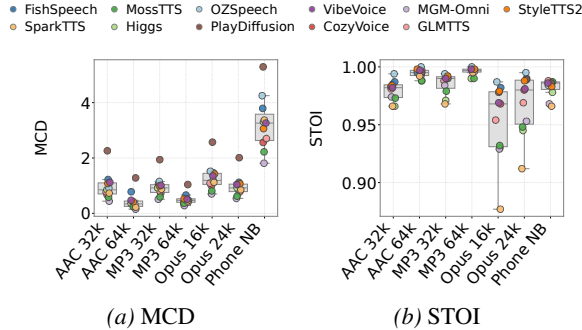 FishSpeech MossTTS OZSpeech VibeVoice MGM-Omni StyleTTS2
SparkTTS Higgs PlayDiffusion CozyVoice GLMTTS
MCD
4
2
0
AAC 32k AAC 64k MP3 32k MP3 64k Opus 16k Opus 24k Phone NB
(a) MCD
STOI
1.00
0.95
0.90
AAC 32k AAC 64k MP3 32k MP3 64k Opus 16k Opus 24k Phone NB
(b) STOI